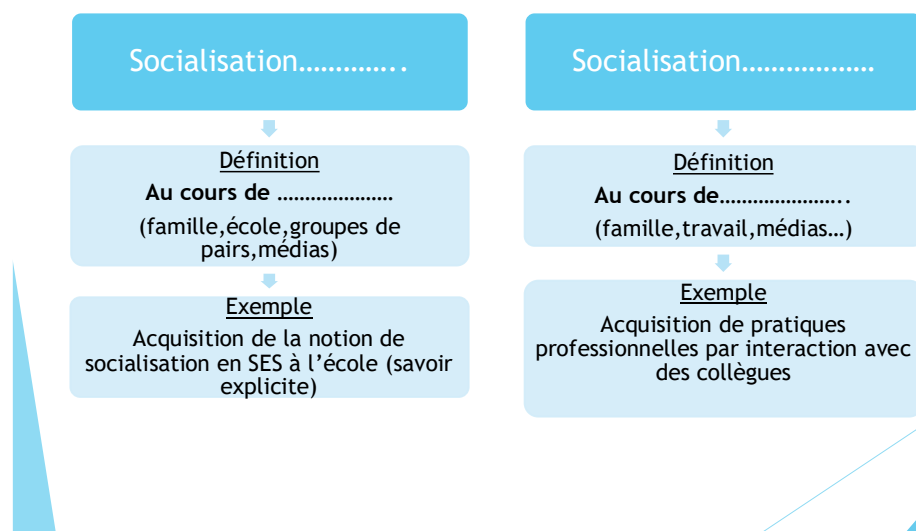 Socialisation…………..
Définition
Au cours de …………………
(famille,école,groupes de
pairs,médias)
Exemple
Acquisition de la notion de
socialisation en SES à l’école (savoir
explicite)
Socialisation………………
Définition
Au cours de…………………..
(famille,travail,médias…)
Exemple
Acquisition de pratiques
professionnelles par interaction avec
des collègues